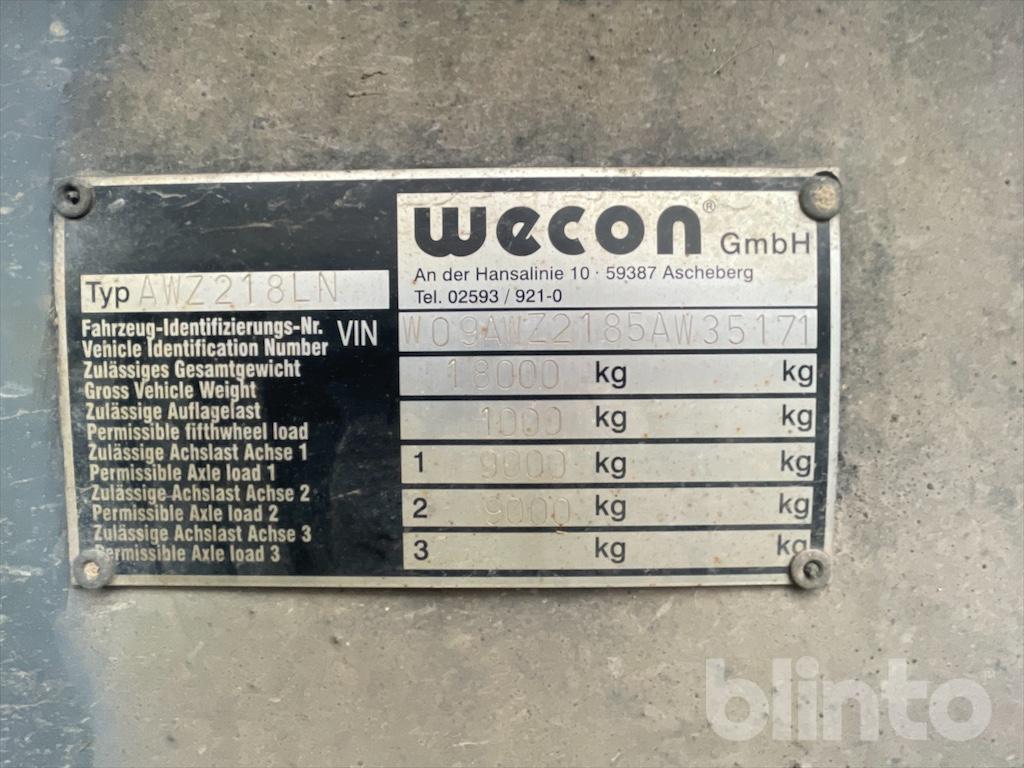 wecon® GmbH
An der Hansalinie 10 · 59387 Ascheberg
Tel. 02593 / 921-0
Typ AWZ218LN
Fahrzeug-Identifizierungs-Nr.
Vehicle Identification Number
VIN W09AWZ2185AW35171
Zulässiges Gesamtgewicht
Gross Vehicle Weight
18000 kg kg
Zulässige Auflagelast
Permissible fifthwheel load
1000 kg kg
Zulässige Achslast Achse 1
Permissible Axle load 1
1 9000 kg kg
Zulässige Achslast Achse 2
Permissible Axle load 2
2 9000 kg kg
Zulässige Achslast Achse 3
Permissible Axle load 3
3 kg kg
blinto